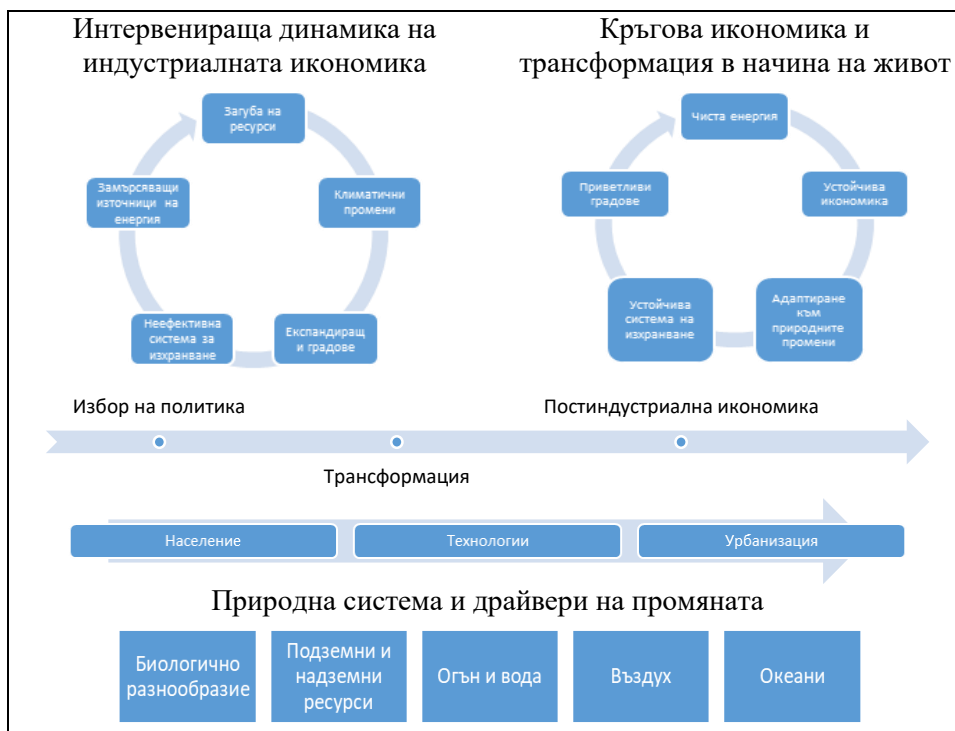 Интервенираща динамика на
индустриалната икономика
Загуба на
ресурси
Климатични
промени
Експандиращ
и градове
Неефективна
система за
изхранване
Замърсяващи
източници на
енергия
Кръгова икономика и
трансформация в начина на живот
Чиста енергия
Устойчива
икономика
Адаптиране
към
природните
промени
Устойчива
система на
изхранване
Приветливи
градове
Избор на политика
Постиндустриална икономика
Трансформация
Население
Технологии
Урбанизация
Природна система и драйвери на промяната
Биологично
разнообразие
Подземни и
надземни
ресурси
Огън и вода
Въздух
Океани